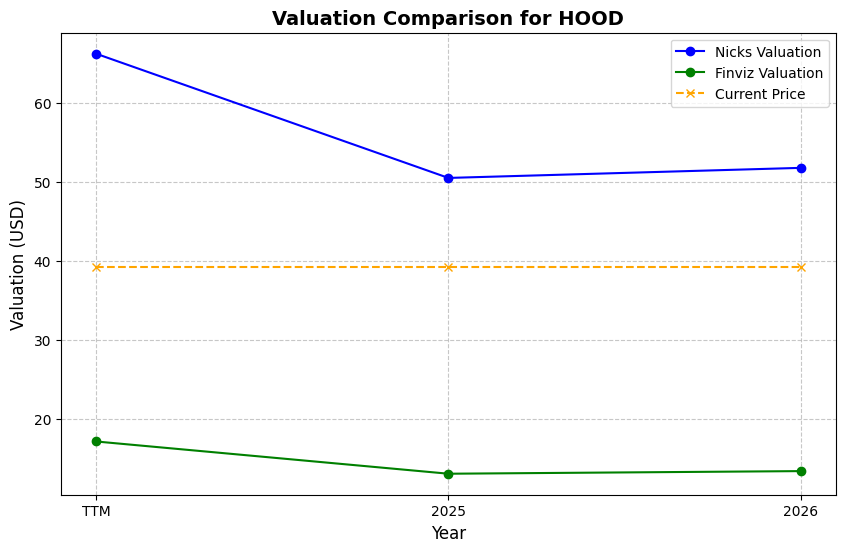 Valuation Comparison for HOOD
Nicks Valuation
Finviz Valuation
Current Price
Valuation (USD)
60
50
40
30
20
TTM
2025
2026
Year